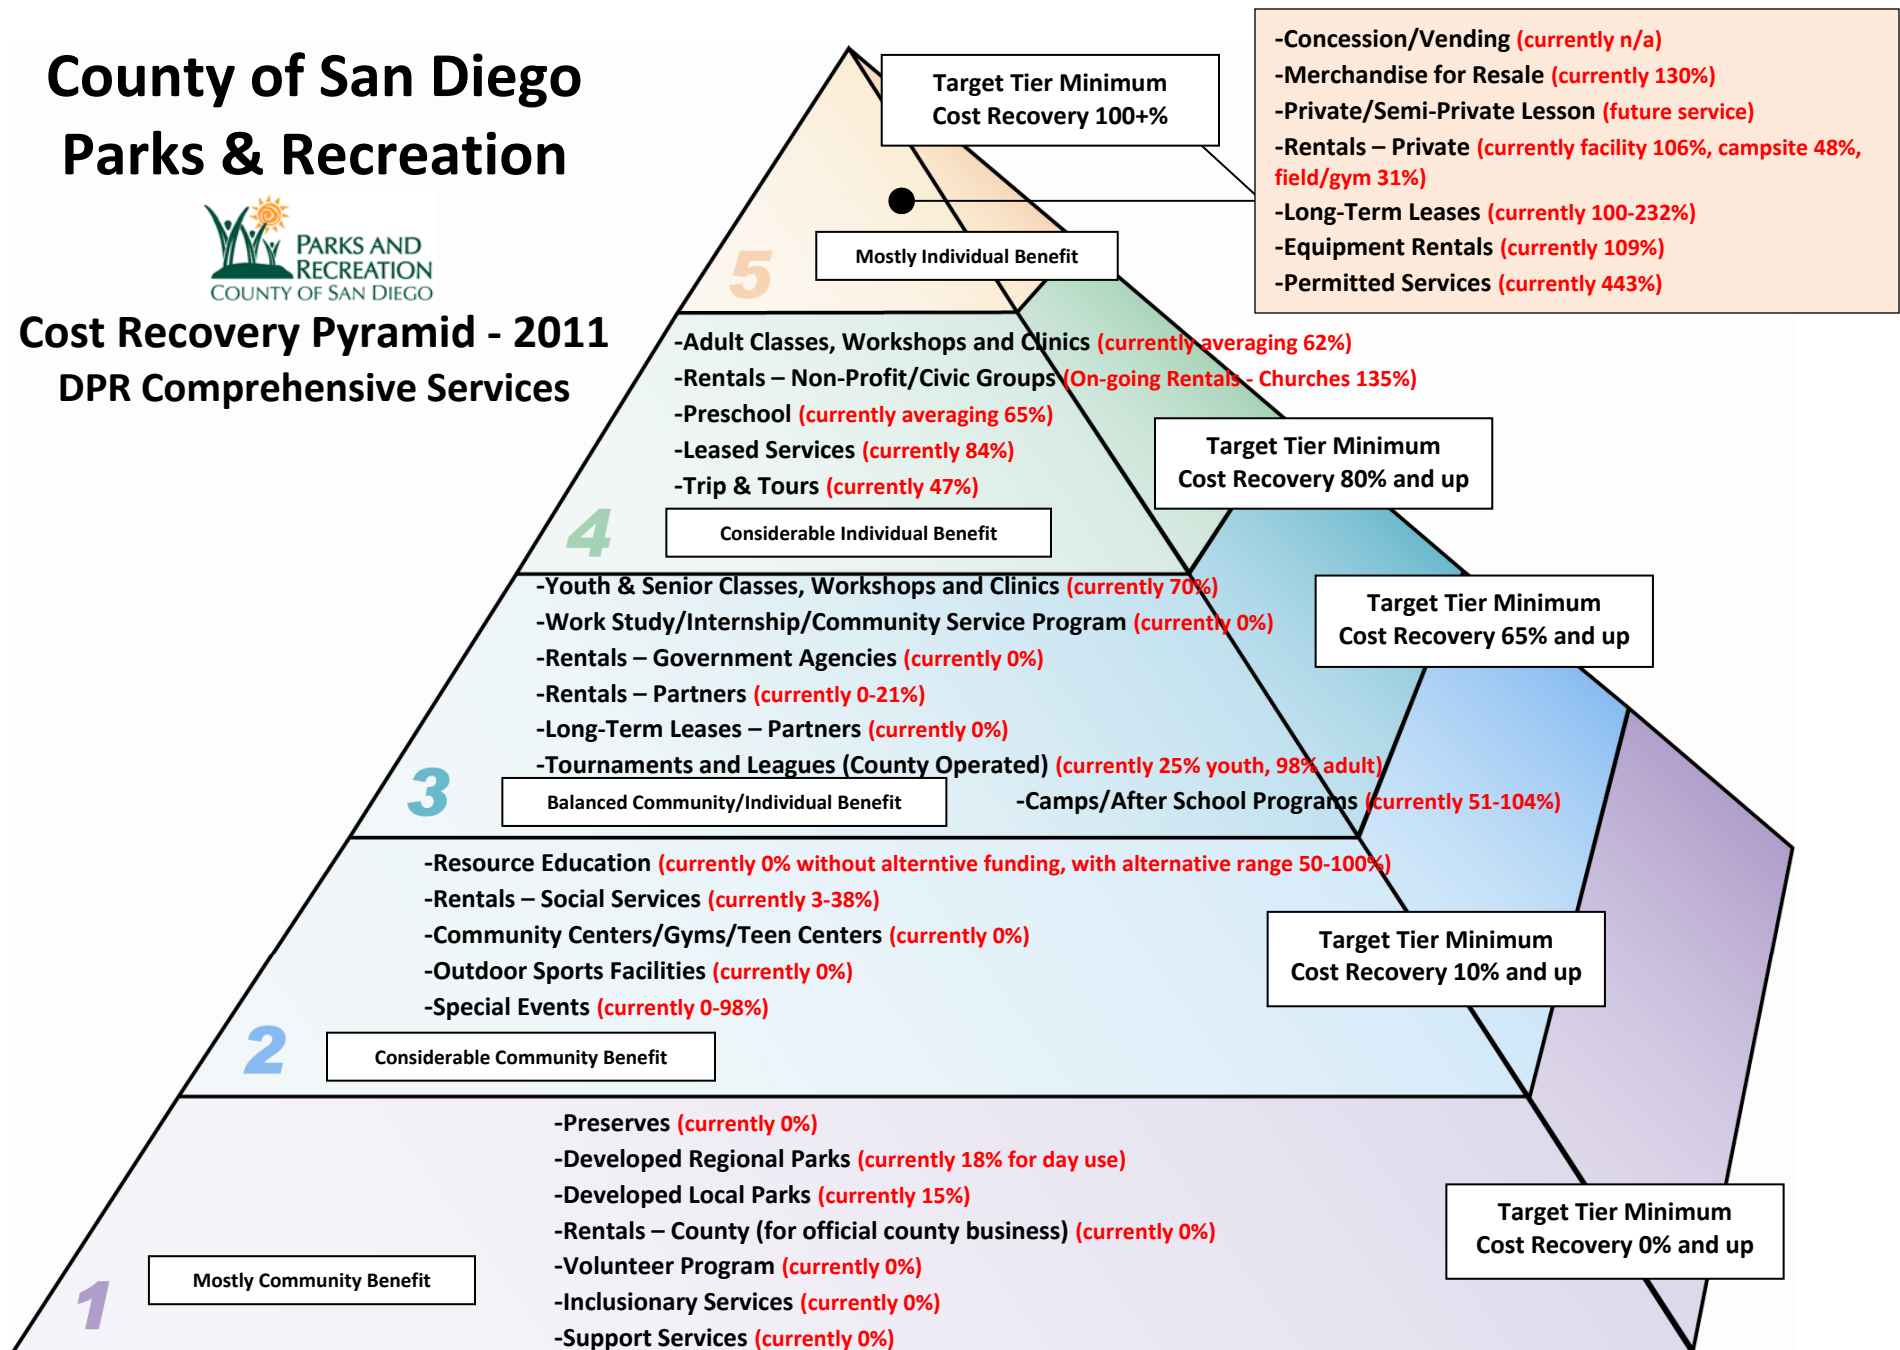 County of San Diego
Parks & Recreation
PARKS AND
RECREATION
COUNTY OF SAN DIEGO
Cost Recovery Pyramid - 2011
DPR Comprehensive Services
Target Tier Minimum
Cost Recovery 100+%
-Concession/Vending (currently n/a)
-Merchandise for Resale (currently 130%)
-Private/Semi-Private Lesson (future service)
-Rentals – Private (currently facility 106%, campsite 48%,
field/gym 31%)
-Long-Term Leases (currently 100-232%)
-Equipment Rentals (currently 109%)
-Permitted Services (currently 443%)
5
Mostly Individual Benefit
-Adult Classes, Workshops and Clinics (currently averaging 62%)
-Rentals – Non-Profit/Civic Groups (On-going Rentals - Churches 135%)
-Preschool (currently averaging 65%)
-Leased Services (currently 84%)
-Trip & Tours (currently 47%)
Target Tier Minimum
Cost Recovery 80% and up
4
Considerable Individual Benefit
-Youth & Senior Classes, Workshops and Clinics (currently 70%)
-Work Study/Internship/Community Service Program (currently 0%)
-Rentals – Government Agencies (currently 0%)
-Rentals – Partners (currently 0-21%)
-Long-Term Leases – Partners (currently 0%)
-Tournaments and Leagues (County Operated) (currently 25% youth, 98% adult)
-Camps/After School Programs (currently 51-104%)
Target Tier Minimum
Cost Recovery 65% and up
3
Balanced Community/Individual Benefit
-Resource Education (currently 0% without alterntive funding, with alternative range 50-100%)
-Rentals – Social Services (currently 3-38%)
-Community Centers/Gyms/Teen Centers (currently 0%)
-Outdoor Sports Facilities (currently 0%)
-Special Events (currently 0-98%)
Target Tier Minimum
Cost Recovery 10% and up
2
Considerable Community Benefit
-Preserves (currently 0%)
-Developed Regional Parks (currently 18% for day use)
-Developed Local Parks (currently 15%)
-Rentals – County (for official county business) (currently 0%)
-Volunteer Program (currently 0%)
-Inclusionary Services (currently 0%)
-Support Services (currently 0%)
Target Tier Minimum
Cost Recovery 0% and up
1
Mostly Community Benefit